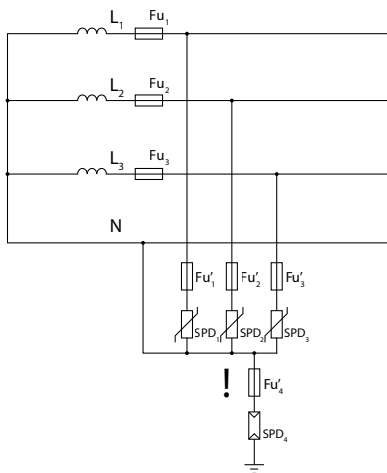 L₁ Fu₁
L₂ Fu₂
L₃ Fu₃
N
Fu'₁ Fu'₂ Fu'₃
SPD₁ SPD₂ SPD₃
! Fu'₄
SPD₄